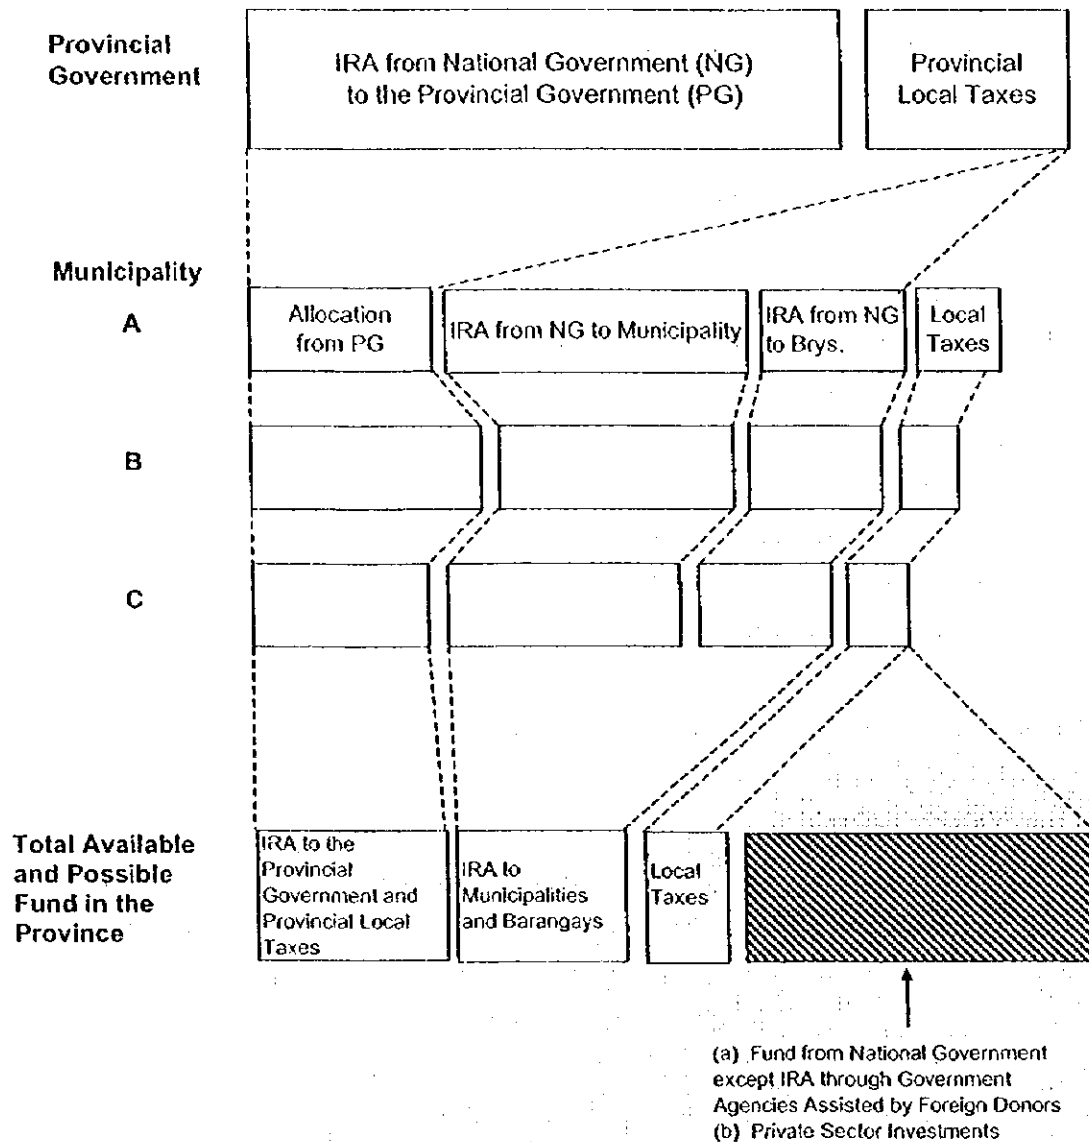 Provincial
Government
IRA from National Government (NG)
to the Provincial Government (PG)
Provincial
Local Taxes
Municipality
A
Allocation
from PG
IRA from NG to Municipality
IRA from NG
to Brys.
Local
Taxes
B
C
Total Available
and Possible
Fund in the
Province
IRA to the
Provincial
Government and
Provincial Local
Taxes
IRA to
Municipalities
and Barangays
Local
Taxes
(a) Fund from National Government
except IRA through Government
Agencies Assisted by Foreign Donors
(b) Private Sector Investments